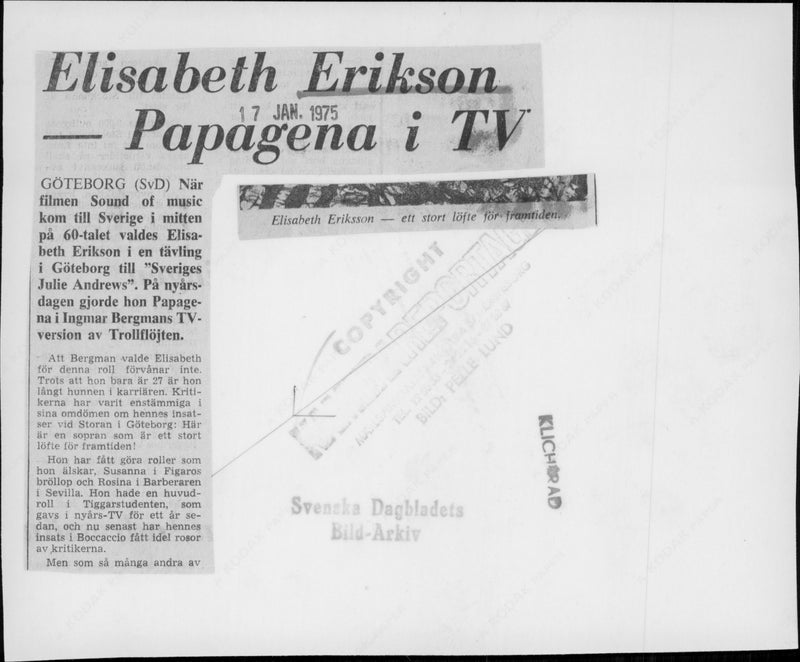 Elisabeth Erikson
— Papagena i TV
17 JAN. 1975
GÖTEBORG (SvD) När
filmen Sound of music
kom till Sverige i mitten
på 60-talet valdes Elisa-
beth Erikson i en tävling
i Göteborg till ”Sveriges
Julie Andrews”. På nyårs-
dagen gjorde hon Papage-
na i Ingmar Bergmans TV-
version av Trollflöjten.
Att Bergman valde Elisabeth
för denna roll förvånar inte.
Trots att hon bara är 27 är hon
långt hunnen i karriären. Kriti-
kerna har varit enstämmiga i
sina omdömen om hennes insat-
ser vid Storan i Göteborg: Här
är en sopran som är ett stort
löfte för framtiden!
Hon har fått göra roller som
hon älskar, Susanna i Figaros
bröllop och Rosina i Barberaren
i Sevilla. Hon hade en huvud-
roll i Tiggarstudenten, som
gavs i nyårs-TV för ett år se-
dan, och nu senast har hennes
insats i Boccaccio fått idel rosor
av kritikerna.
Men som så många andra av
Elisabeth Eriksson — ett stort löfte för framtiden.
COPYRIGHT
REPORTAGE
BILD: PELLE LUND
KLICHERAD
Svenska Dagbladets
Bild-Arkiv